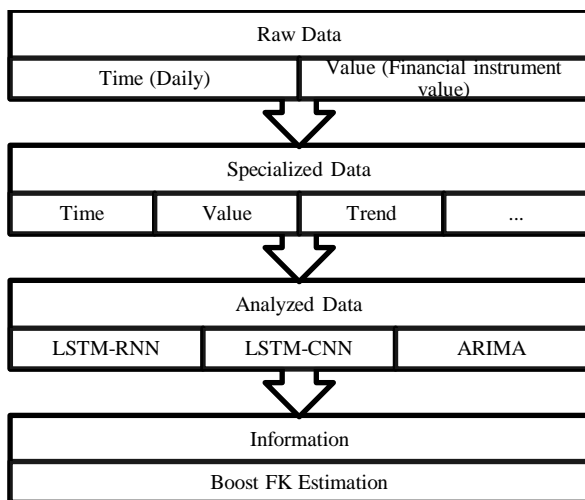 Raw Data
Time (Daily)
Value (Financial instrument
value)
Specialized Data
Time
Value
Trend
...
Analyzed Data
LSTM-RNN
LSTM-CNN
ARIMA
Information
Boost FK Estimation